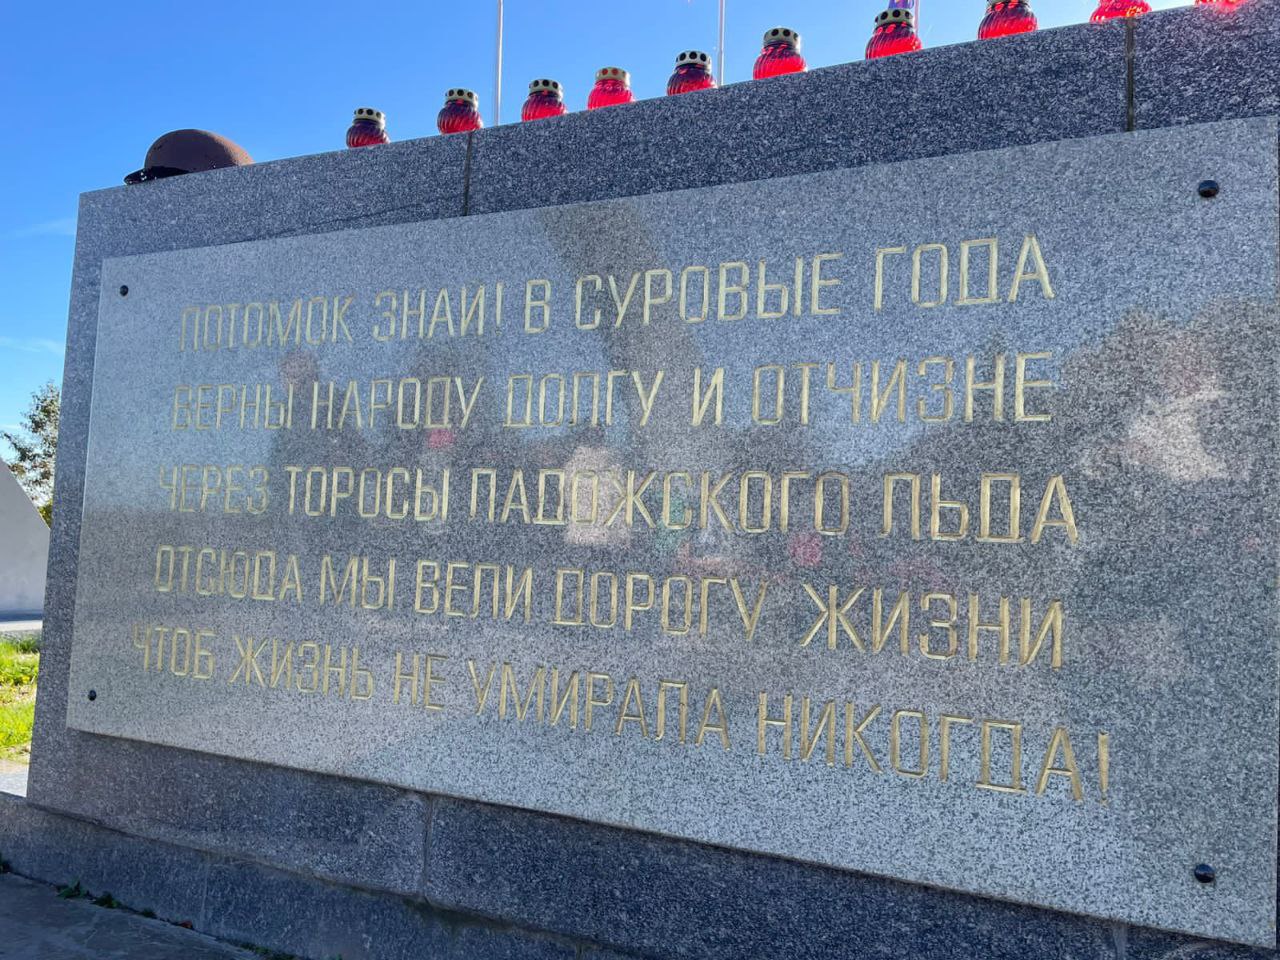 ПОТОМОК ЗНАЙ! В СУРОВЫЕ ГОДА
ВЕРНЫ НАРОДУ ДОЛГУ И ОТЧИЗНЕ
ЧЕРЕЗ ТОРОСЫ ЛАДОЖСКОГО ЛЬДА
ОТСЮДА МЫ ВЕЛИ ДОРОГУ ЖИЗНИ
ЧТОБ ЖИЗНЬ НЕ УМИРАЛА НИКОГДА!